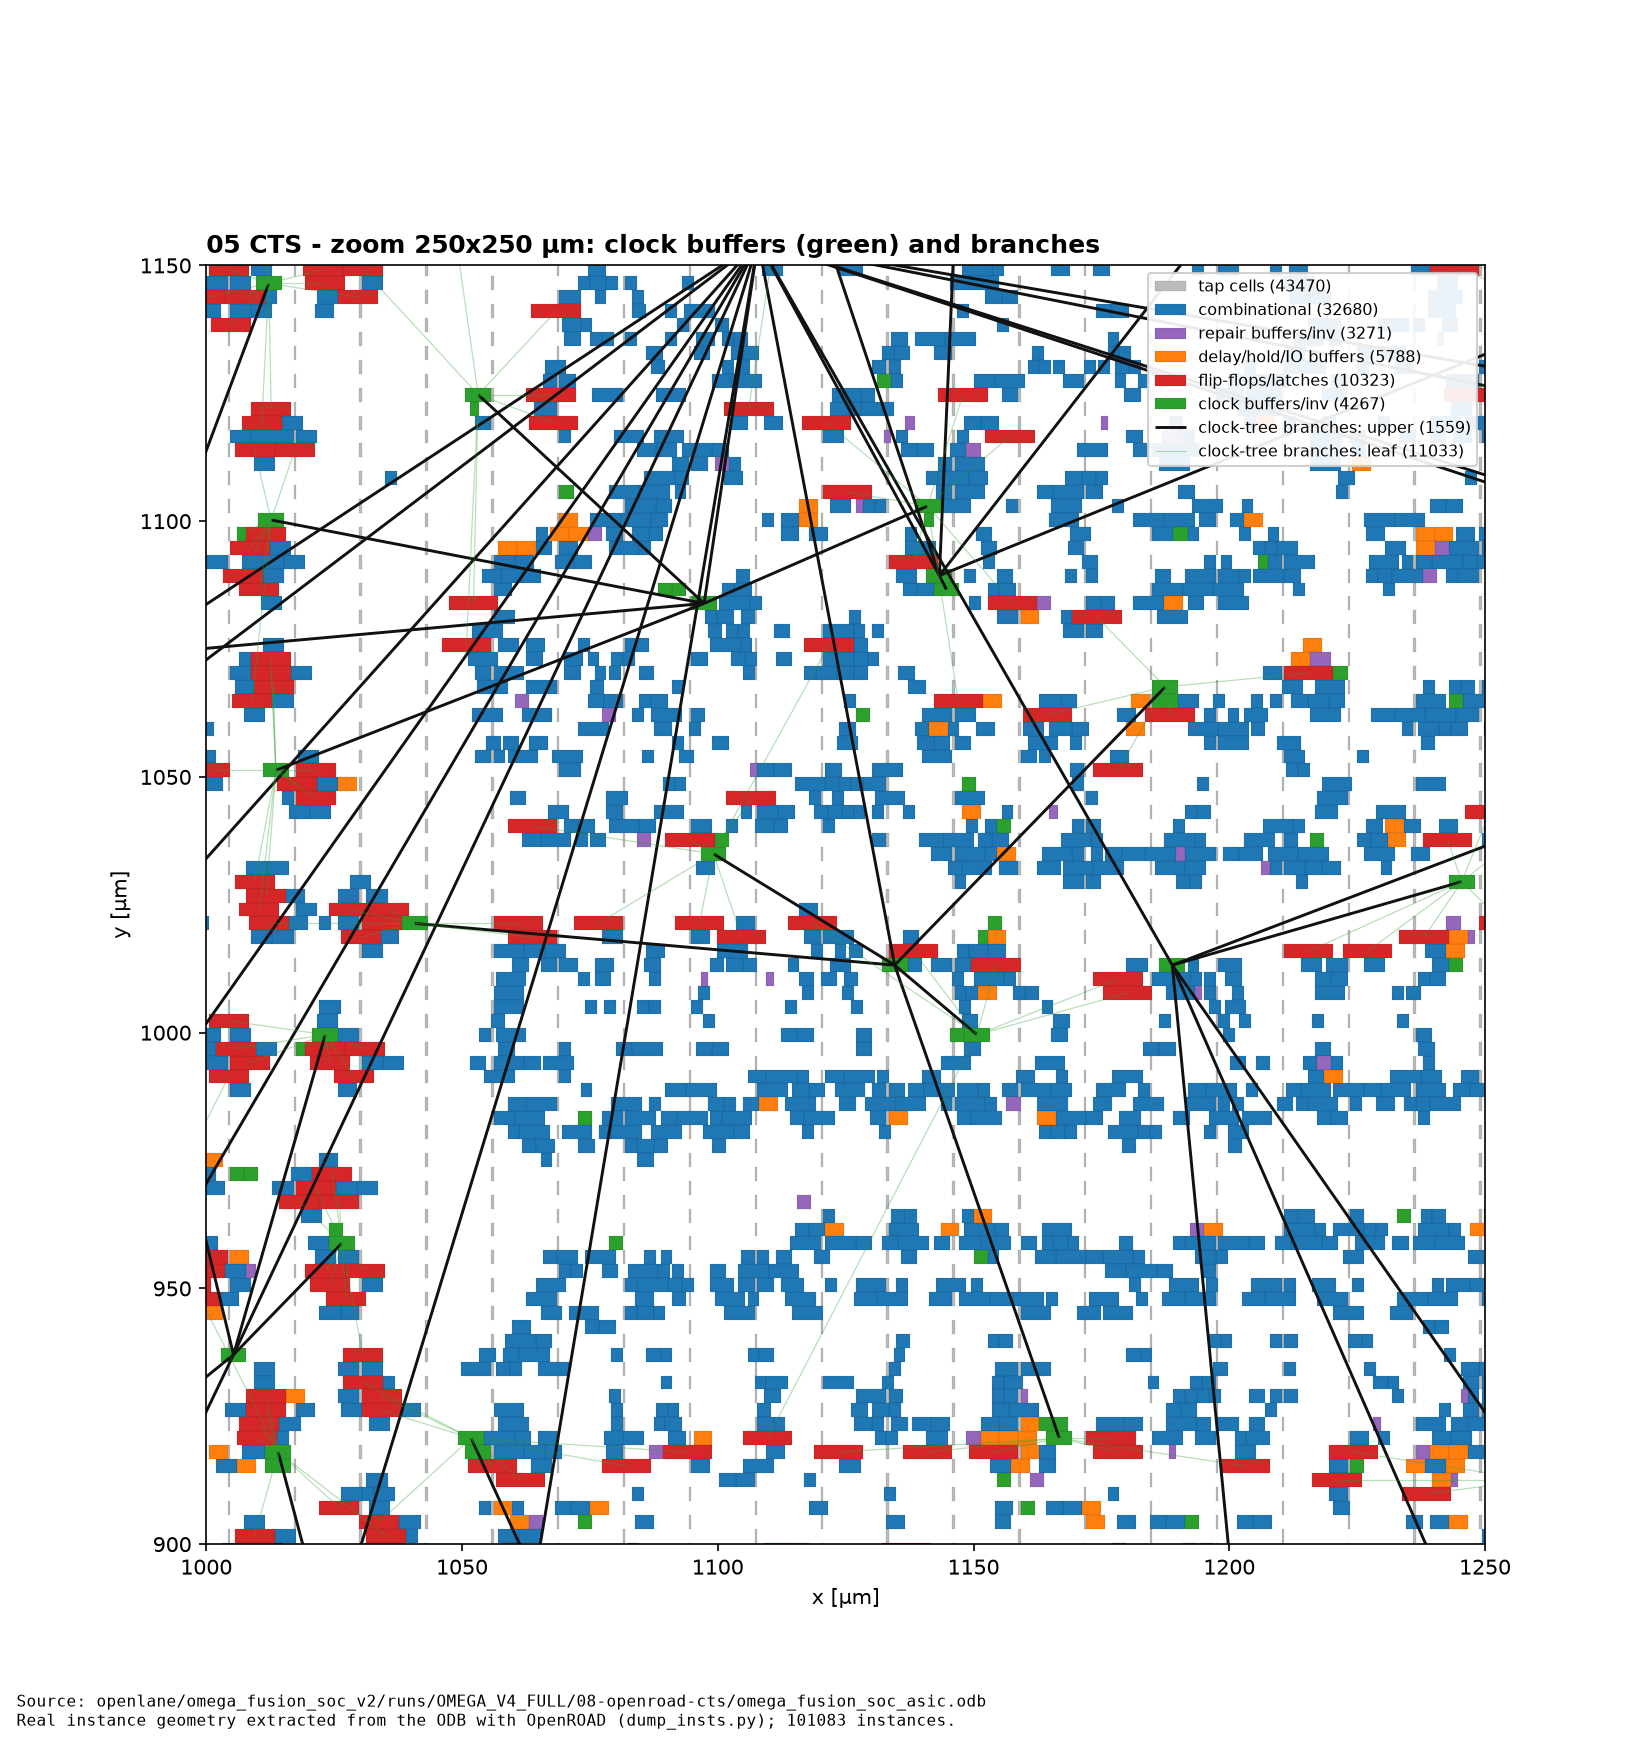 05 CTS - zoom 250x250 µm: clock buffers (green) and branches
1150
1100
1050
1000
950
900
y [µm]
tap cells (43470)
combinational (32680)
repair buffers/inv (3271)
delay/hold/IO buffers (5788)
flip-flops/latches (10323)
clock buffers/inv (4267)
clock-tree branches: upper (1559)
clock-tree branches: leaf (11033)
1000 1050 1100 1150 1200 1250
x [µm]
Source: openlane/omega_fusion_soc_v2/runs/OMEGA_V4_FULL/08-openroad-cts/omega_fusion_soc_asic.odb
Real instance geometry extracted from the ODB with OpenROAD (dump_insts.py); 101083 instances.